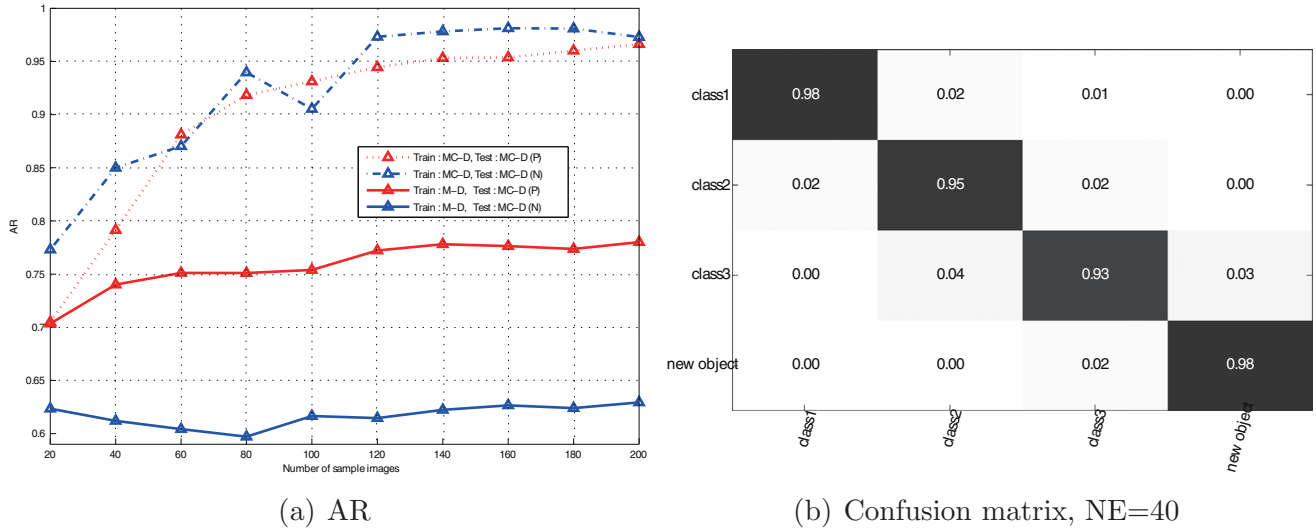 1
0.95
0.9
0.85
0.8
0.75
0.7
0.65
0.6
AR
20 40 60 80 100 120 140 160 180 200
Number of sample images
Train : MC−D, Test : MC−D (P)
Train : MC−D, Test : MC−D (N)
Train : M−D, Test : MC−D (P)
Train : M−D, Test : MC−D (N)
(a) AR
class1 0.98 0.02 0.01 0.00
class2 0.02 0.95 0.02 0.00
class3 0.00 0.04 0.93 0.03
new object 0.00 0.00 0.02 0.98
class1 class2 class3 new object
(b) Confusion matrix, NE=40